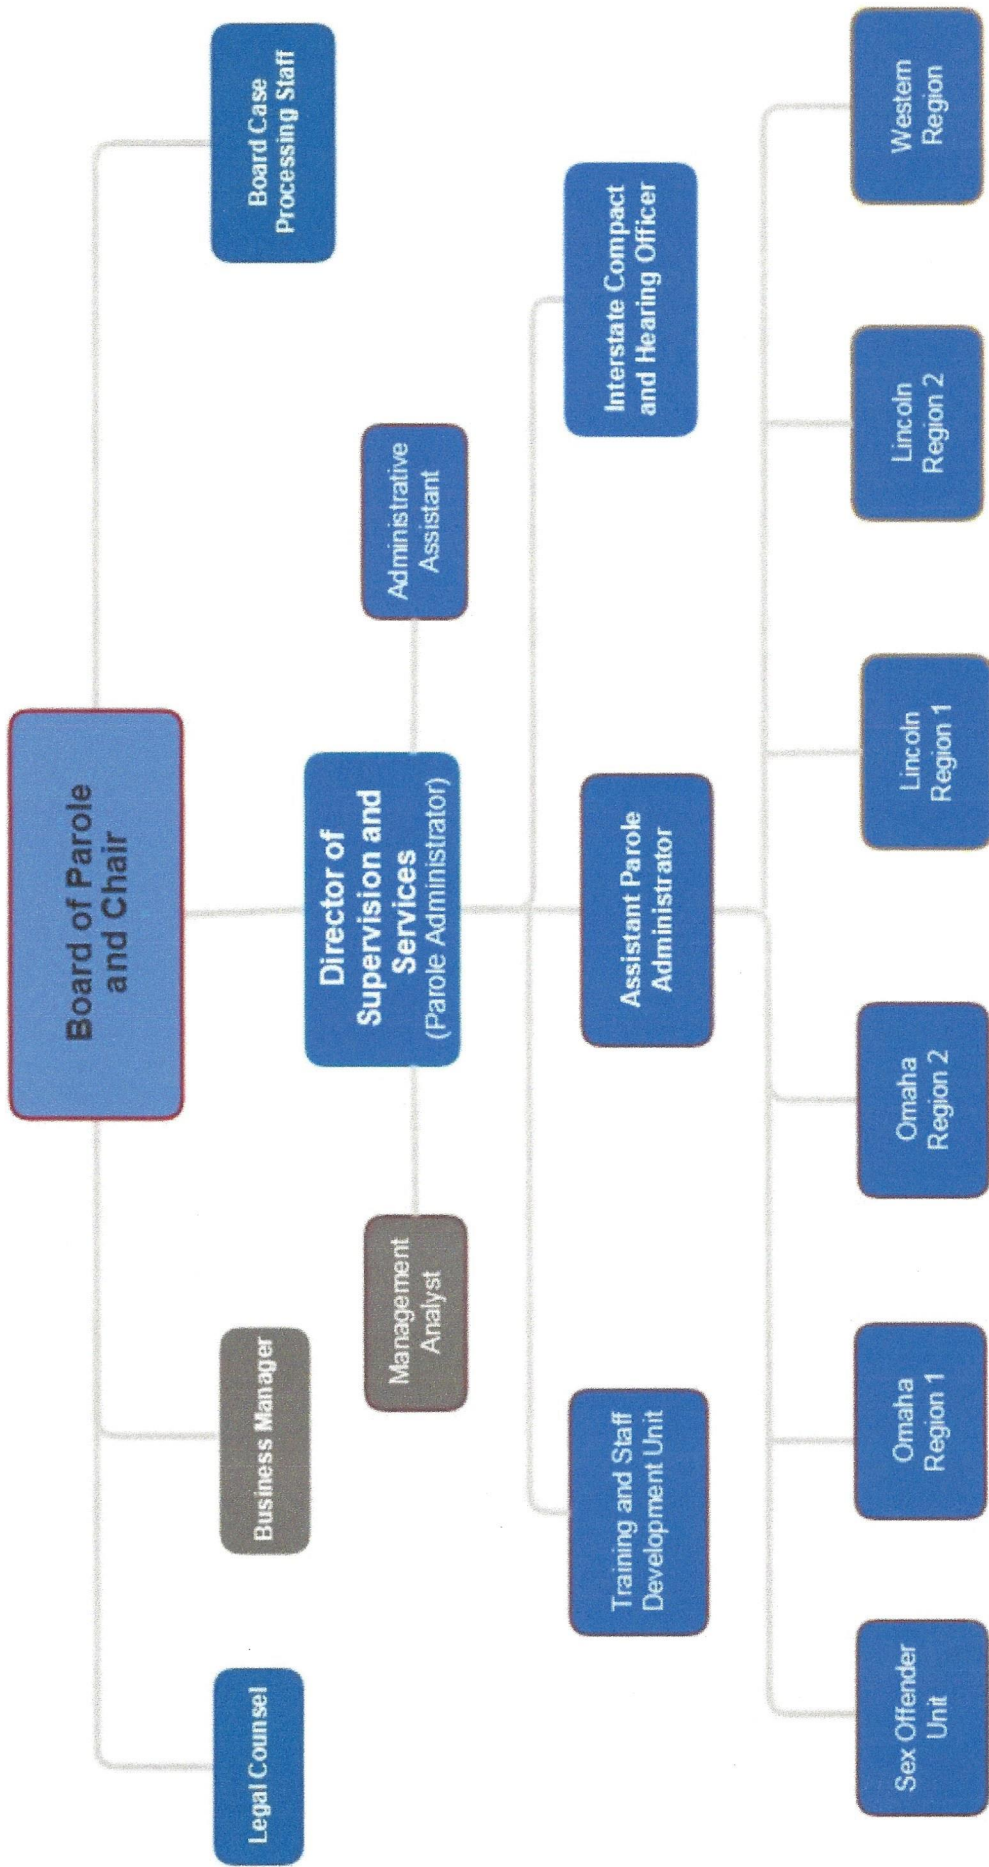 Board of Parole
and Chair
Legal Counsel
Business Manager
Board Case
Processing Staff
Director of
Supervision and
Services
(Parole Administrator)
Management
Analyst
Administrative
Assistant
Training and Staff
Development Unit
Assistant Parole
Administrator
Interstate Compact
and Hearing Officer
Sex Offender
Unit
Omaha
Region 1
Omaha
Region 2
Lincoln
Region 1
Lincoln
Region 2
Western
Region